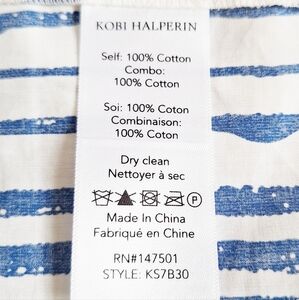 KOBI HALPERIN
Self: 100% Cotton
Combo:
100% Cotton
Soi: 100% Coton
Combinaison:
100% Coton
Dry clean
Nettoyer à sec
P
Made In China
Fabriqué en Chine
RN#147501
STYLE: KS7B30